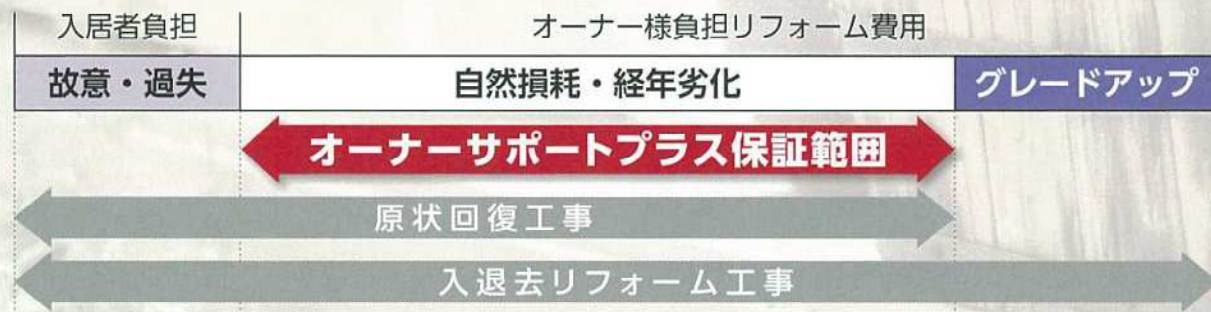 入居者負担 オーナー様負担リフォーム費用
故意・過失 自然損耗・経年劣化 グレードアップ
オーナーサポートプラス保証範囲
原状回復工事
入退去リフォーム工事